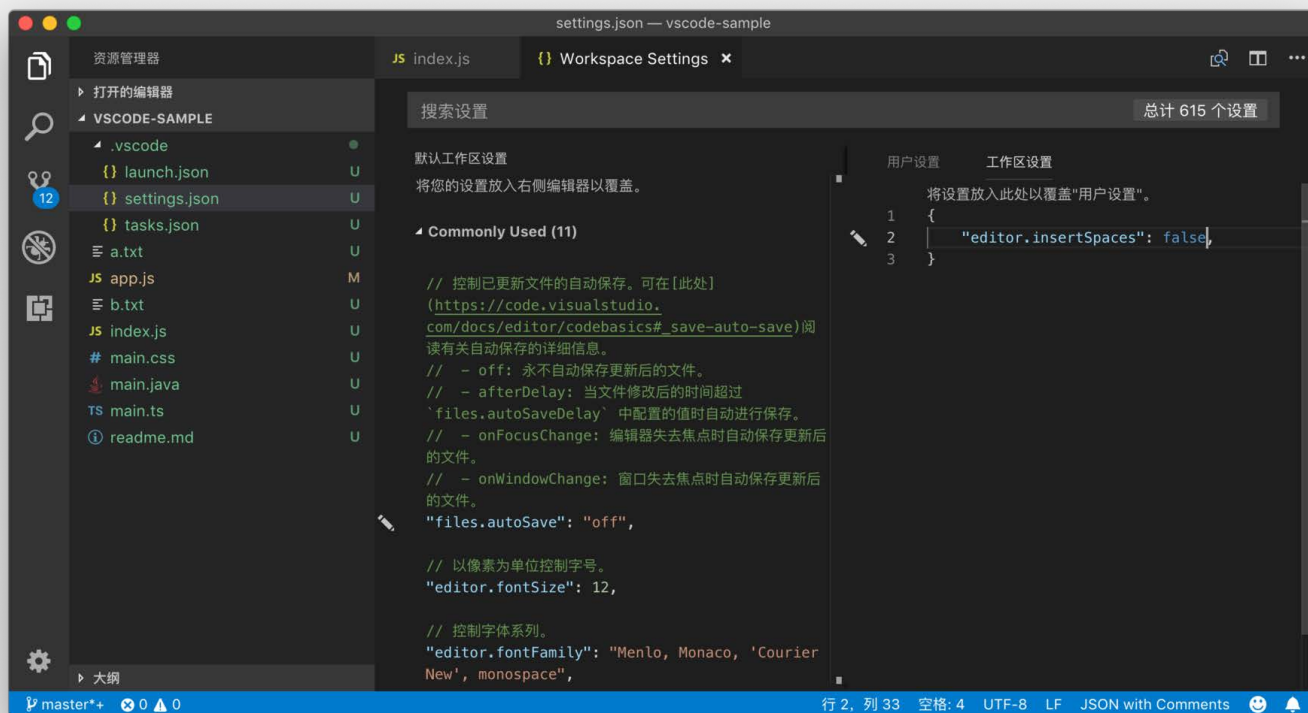 settings.json — vscode-sample
资源管理器
打开的编辑器
VSCODE-SAMPLE
.vscode
{} launch.json U
{} settings.json U
{} tasks.json U
a.txt U
JS app.js M
b.txt U
JS index.js U
# main.css U
main.java U
TS main.ts U
readme.md U
大纲
12
JS index.js
{} Workspace Settings ×
搜索设置
总计 615 个设置
默认工作区设置
将您的设置放入右侧编辑器以覆盖。
Commonly Used (11)
// 控制已更新文件的自动保存。可在[此处]
(https://code.visualstudio.
com/docs/editor/codebasics#_save-auto-save)阅
读有关自动保存的详细信息。
//  - off: 永不自动保存更新后的文件。
//  - afterDelay: 当文件修改后的时间超过
`files.autoSaveDelay` 中配置的值时自动进行保存。
//  - onFocusChange: 编辑器失去焦点时自动保存更新后
的文件。
//  - onWindowChange: 窗口失去焦点时自动保存更新后
的文件。
"files.autoSave": "off",
// 以像素为单位控制字号。
"editor.fontSize": 12,
// 控制字体系列。
"editor.fontFamily": "Menlo, Monaco, 'Courier
New', monospace",
用户设置 工作区设置
将设置放入此处以覆盖"用户设置"。
1 {
2 "editor.insertSpaces": false,
3 }
master*+ 0 0
行 2，列 33 空格: 4 UTF-8 LF JSON with Comments